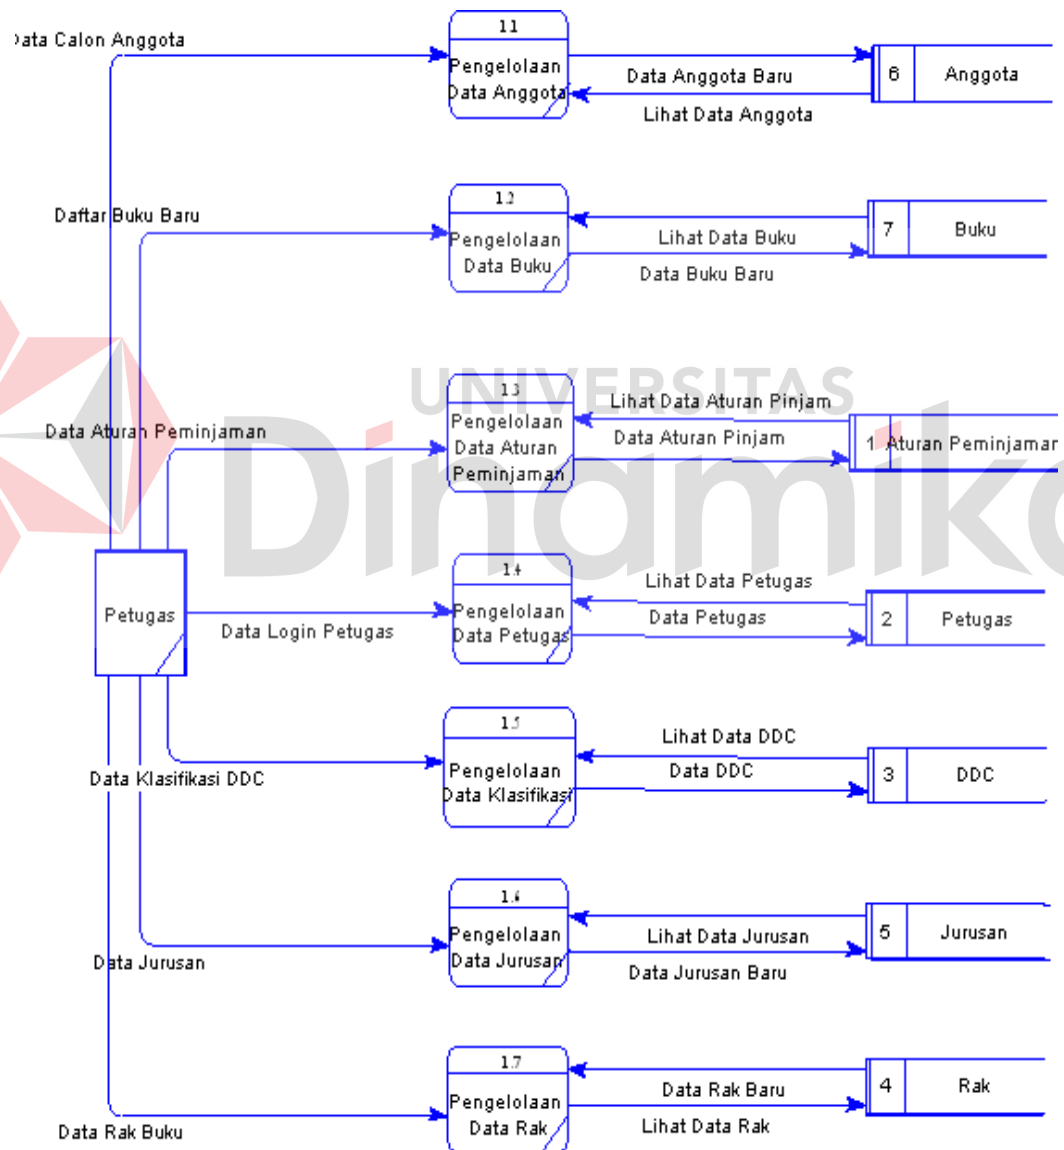 ata Calon Anggota
1.1
Pengelolaan
Data Anggota
Data Anggota Baru
Lihat Data Anggota
6
Anggota
Daftar Buku Baru
1.2
Pengelolaan
Data Buku
Lihat Data Buku
Data Buku Baru
7
Buku
UNIVERSITAS
Dinamika
Data Aturan Peminjaman
1.3
Pengelolaan
Data Aturan
Peminjaman
Lihat Data Aturan Pinjam
Data Aturan Pinjam
1
Aturan Peminjaman
Petugas
Data Login Petugas
1.4
Pengelolaan
Data Petugas
Lihat Data Petugas
Data Petugas
2
Petugas
Data Klasifikasi DDC
1.5
Pengelolaan
Data Klasifikasi
Lihat Data DDC
Data DDC
3
DDC
Data Jurusan
1.6
Pengelolaan
Data Jurusan
Lihat Data Jurusan
Data Jurusan Baru
5
Jurusan
Data Rak Buku
1.7
Pengelolaan
Data Rak
Data Rak Baru
Lihat Data Rak
4
Rak